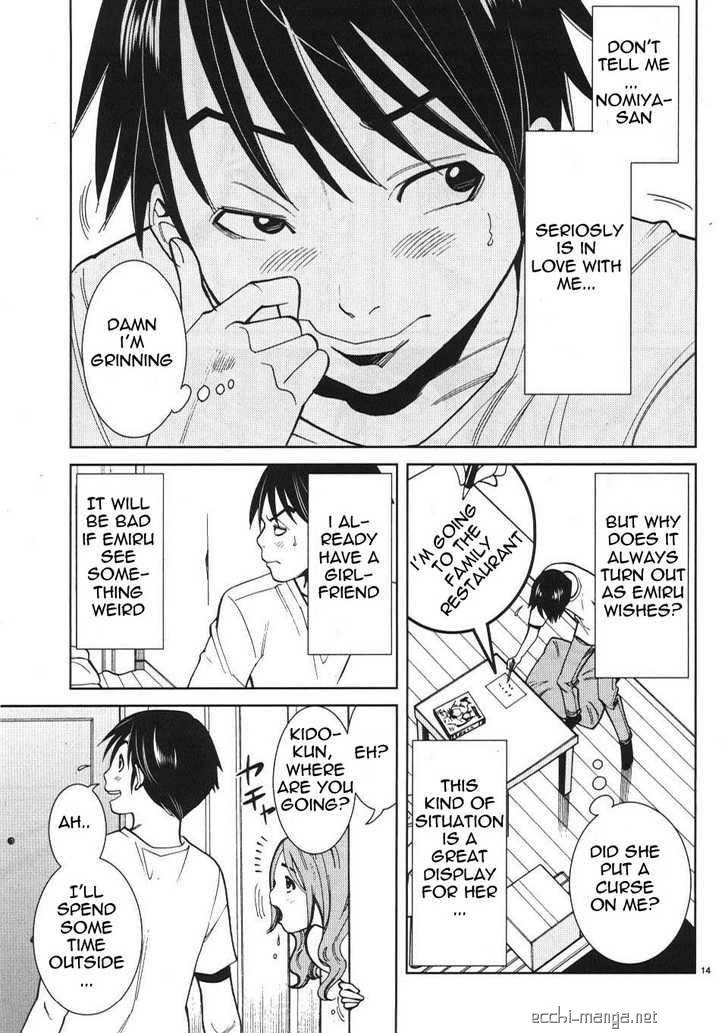 DON'T
TELL ME
...
NOMIYA-
SAN
SERIOSLY
IS IN
LOVE WITH
ME...
DAMN
I'M
GRINNING
BUT WHY
DOES IT
ALWAYS
TURN OUT
AS EMIRU
WISHES?
I'M GOING
TO THE
FAMILY
RESTAURANT
DID SHE
PUT A
CURSE
ON ME?
THIS
KIND OF
SITUATION
IS A
GREAT
DISPLAY
FOR HER
...
I AL-
READY
HAVE A
GIRL-
FRIEND
IT WILL
BE BAD
IF EMIRU
SEE
SOME-
THING
WEIRD
EH?
KIDO-
KUN,
WHERE
ARE YOU
GOING?
キャ
AH..
I'LL
SPEND
SOME
TIME
OUTSIDE
...
14
ecchi-manga.net